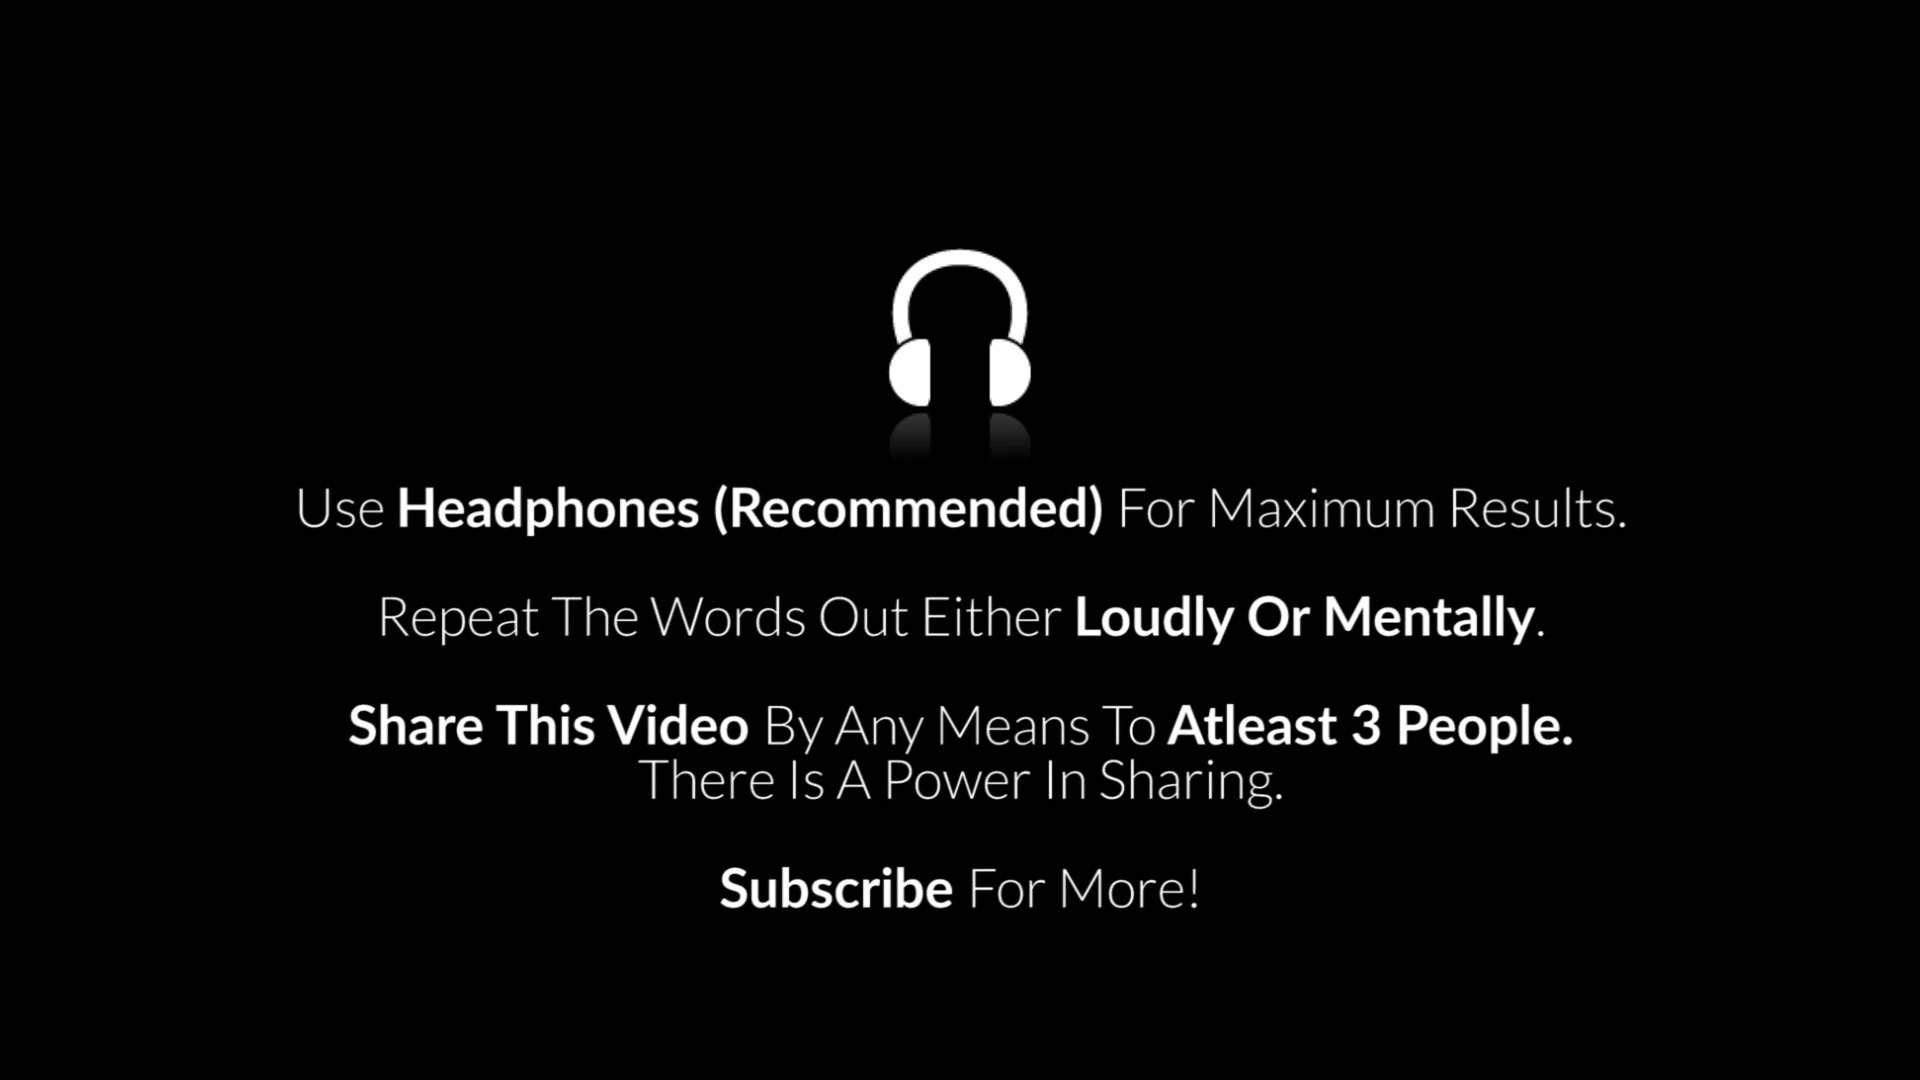 Use Headphones (Recommended) For Maximum Results.
Repeat The Words Out Either Loudly Or Mentally.
Share This Video By Any Means To Atleast 3 People.
There Is A Power In Sharing.
Subscribe For More!